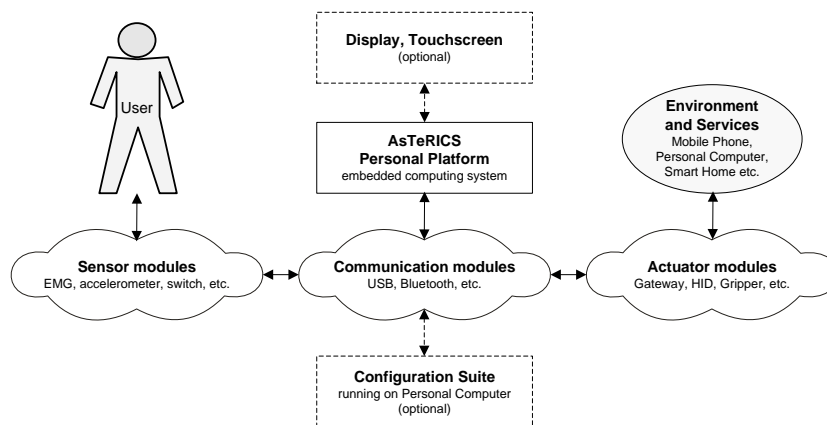 Display, Touchscreen
(optional)
User
AsTeRICS
Personal Platform
embedded computing system
Environment
and Services
Mobile Phone,
Personal Computer,
Smart Home etc.
Sensor modules
EMG, accelerometer, switch, etc.
Communication modules
USB, Bluetooth, etc.
Actuator modules
Gateway, HID, Gripper, etc.
Configuration Suite
running on Personal Computer
(optional)